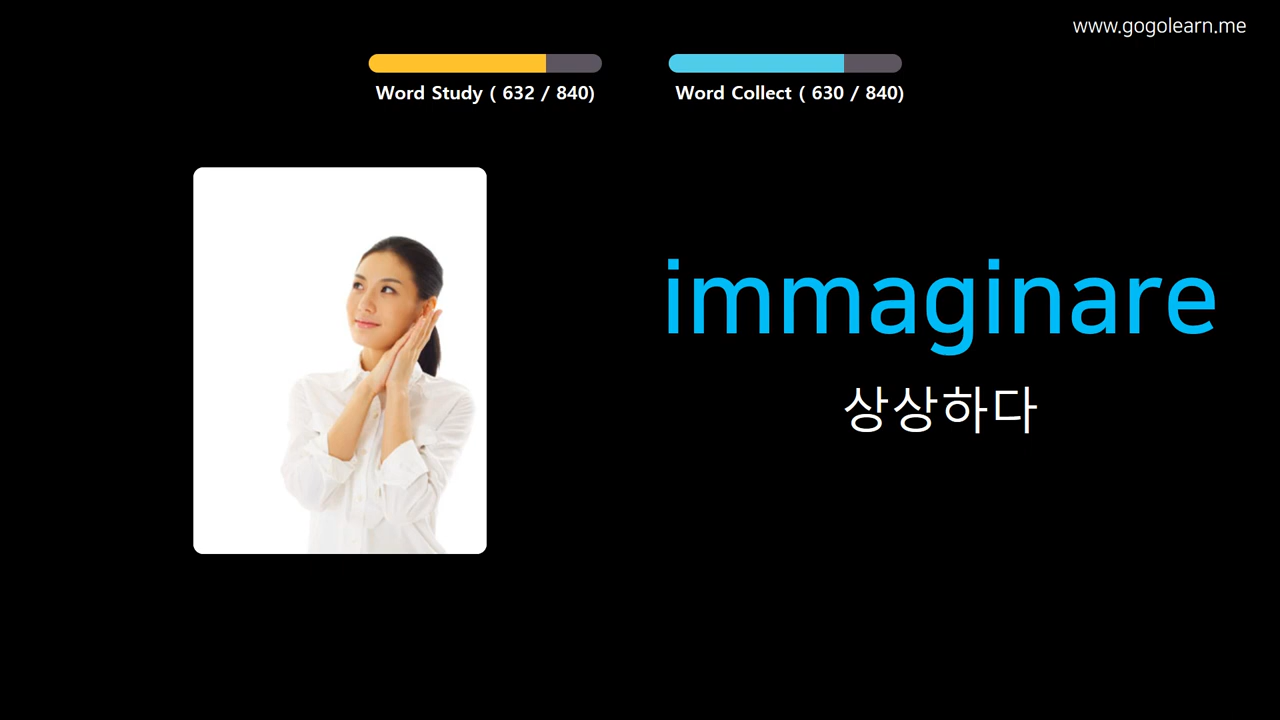 www.gogolearn.me
Word Study ( 632 / 840)
Word Collect ( 630 / 840)
immaginare
상상하다